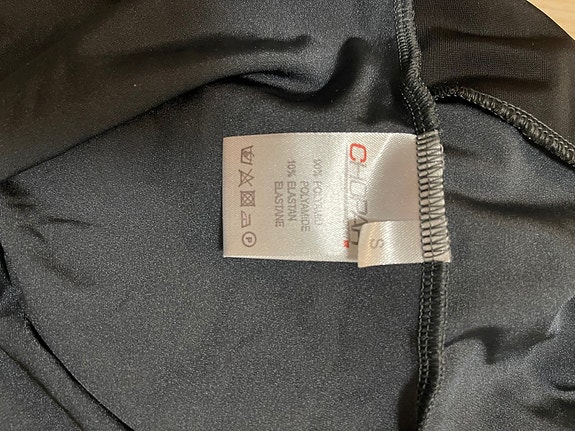 CHOPAR
S
90% POLYAMID
POLYAMIDE
10% ELASTAN
ELASTANE
P